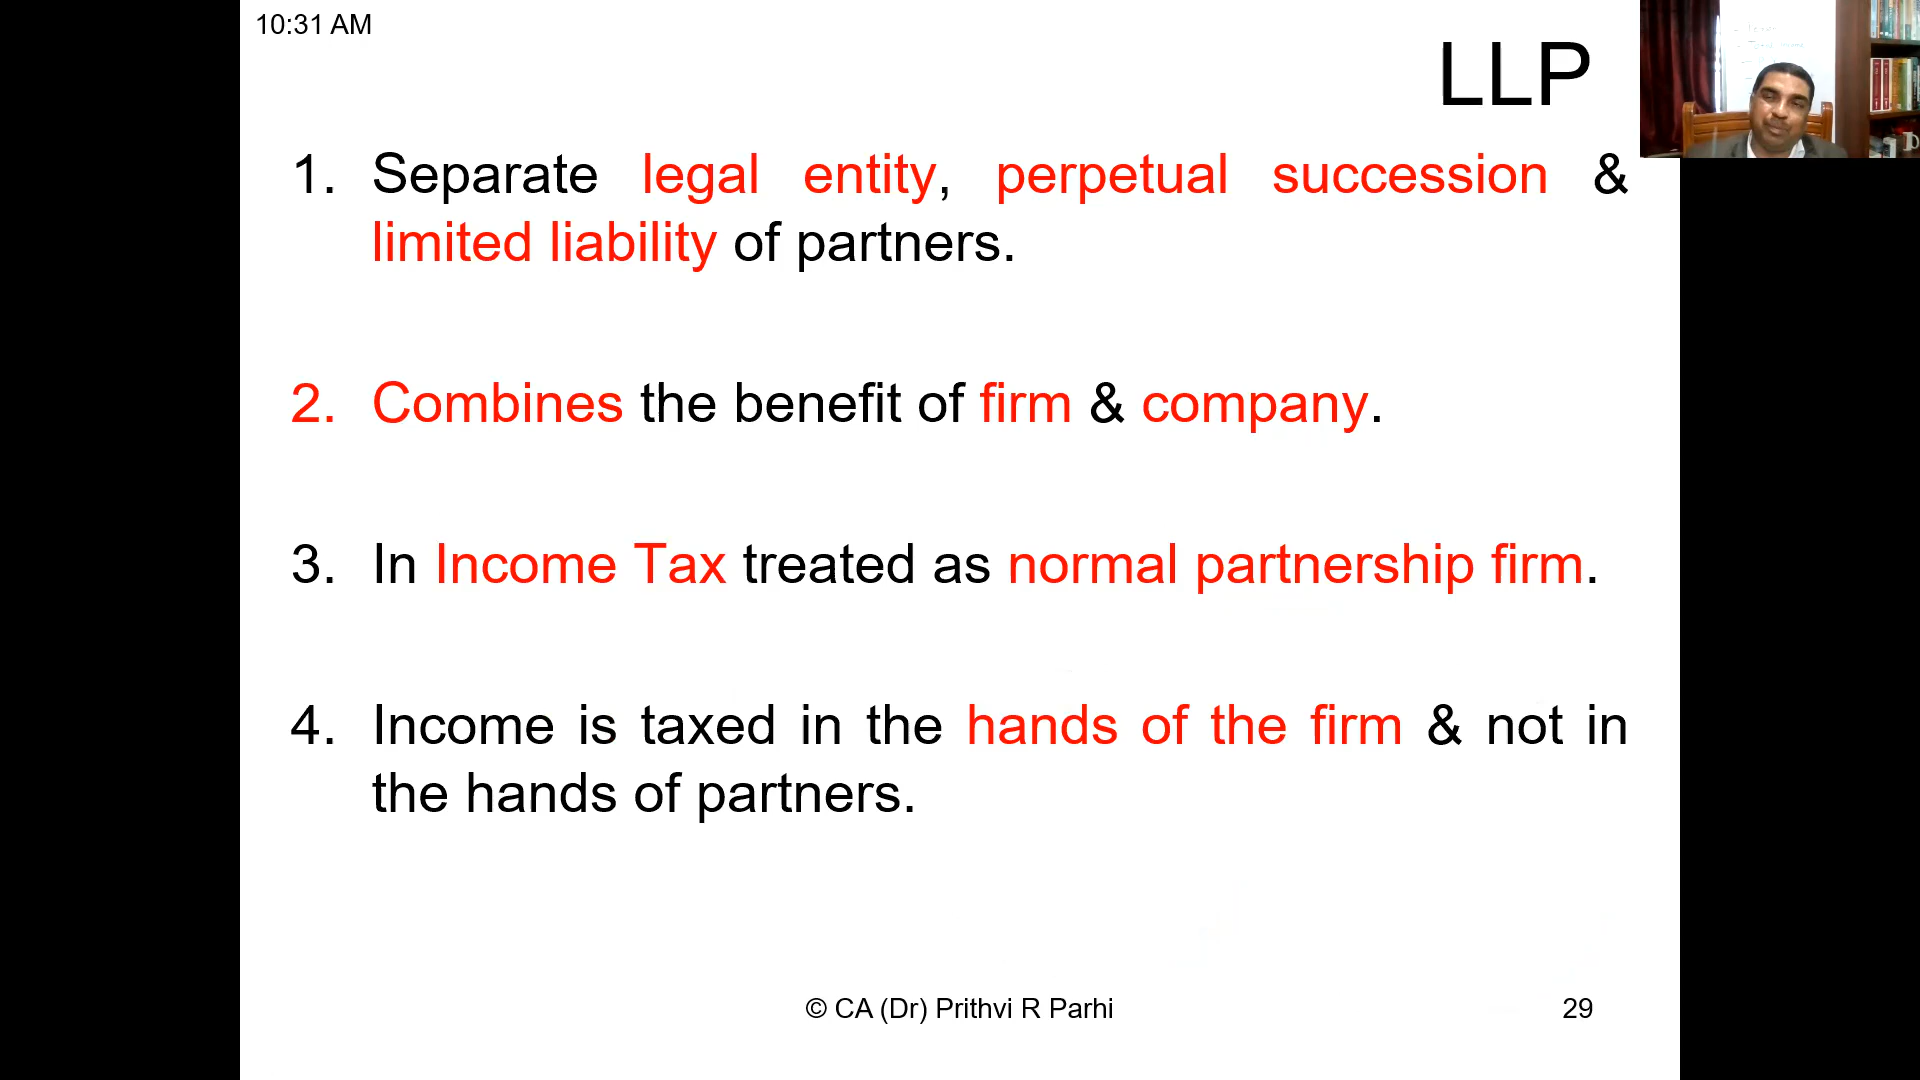 10:31 AM
LLP
1. Separate legal entity, perpetual succession &
limited liability of partners.
2. Combines the benefit of firm & company.
3. In Income Tax treated as normal partnership firm.
4. Income is taxed in the hands of the firm & not in
the hands of partners.
© CA (Dr) Prithvi R Parhi
29